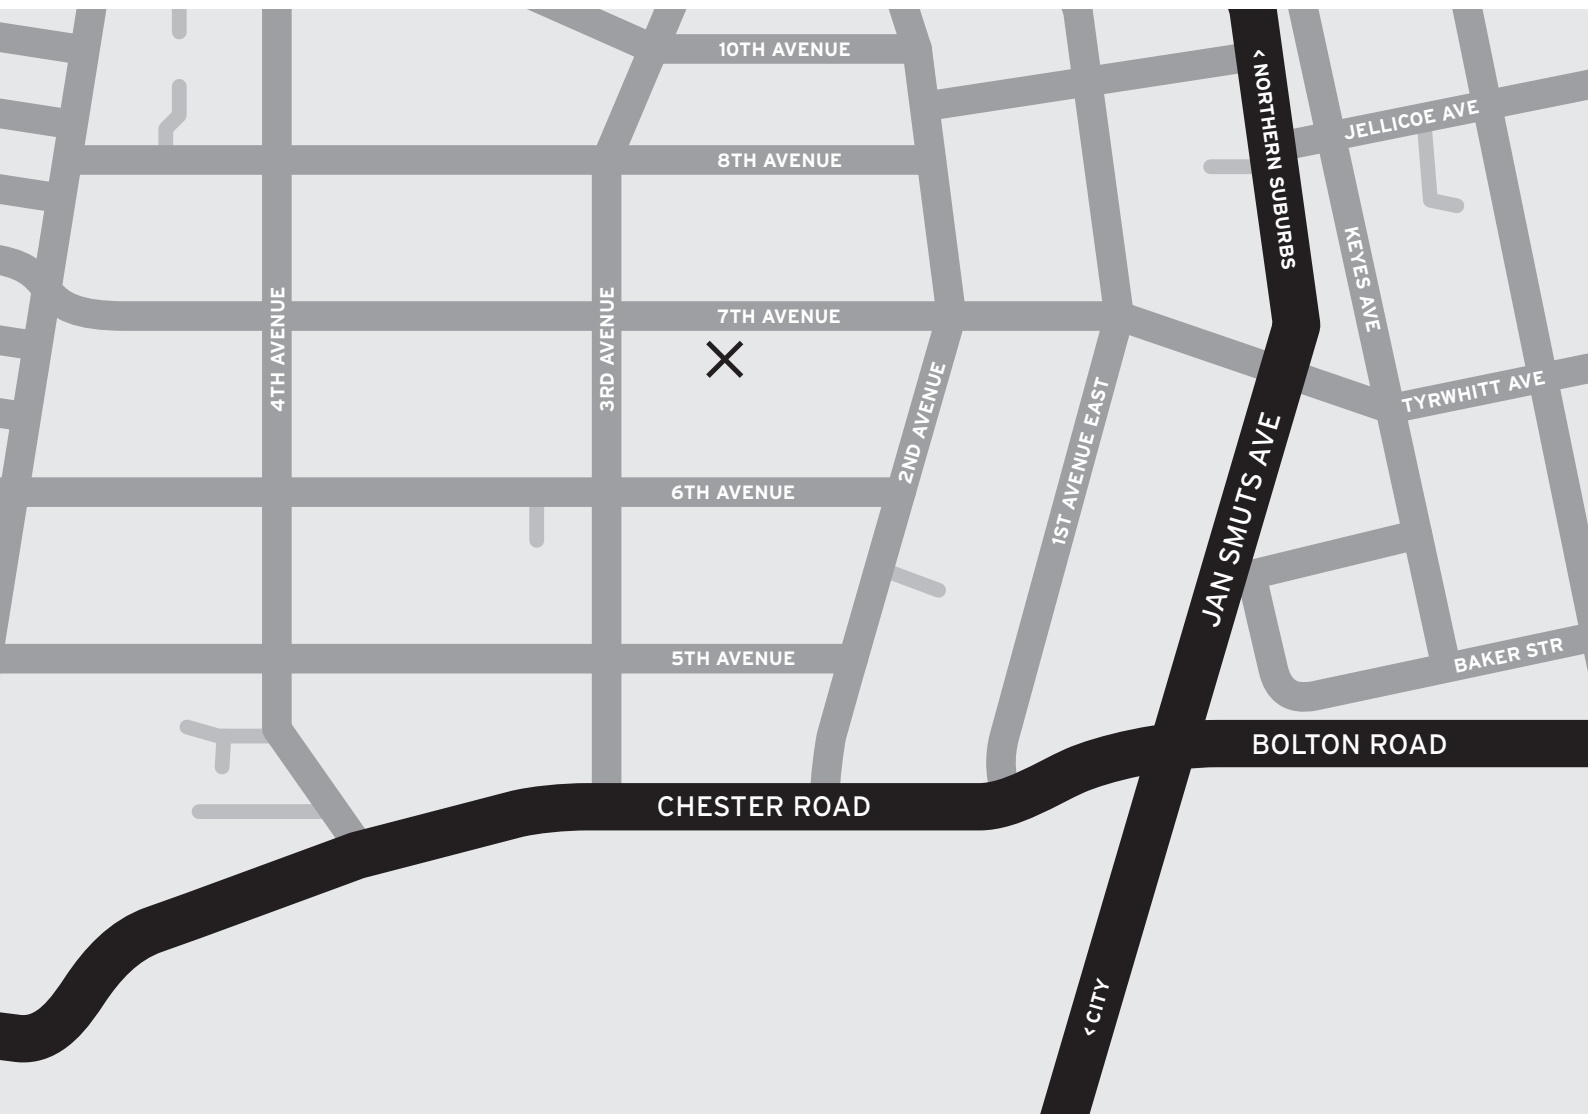 10TH AVENUE
< NORTHERN SUBURBS
JELLICOE AVE
8TH AVENUE
KEYES AVE
4TH AVENUE
3RD AVENUE
7TH AVENUE
2ND AVENUE
1ST AVENUE EAST
TYRWHITT AVE
JAN SMUTS AVE
6TH AVENUE
5TH AVENUE
BAKER STR
BOLTON ROAD
CHESTER ROAD
< CITY